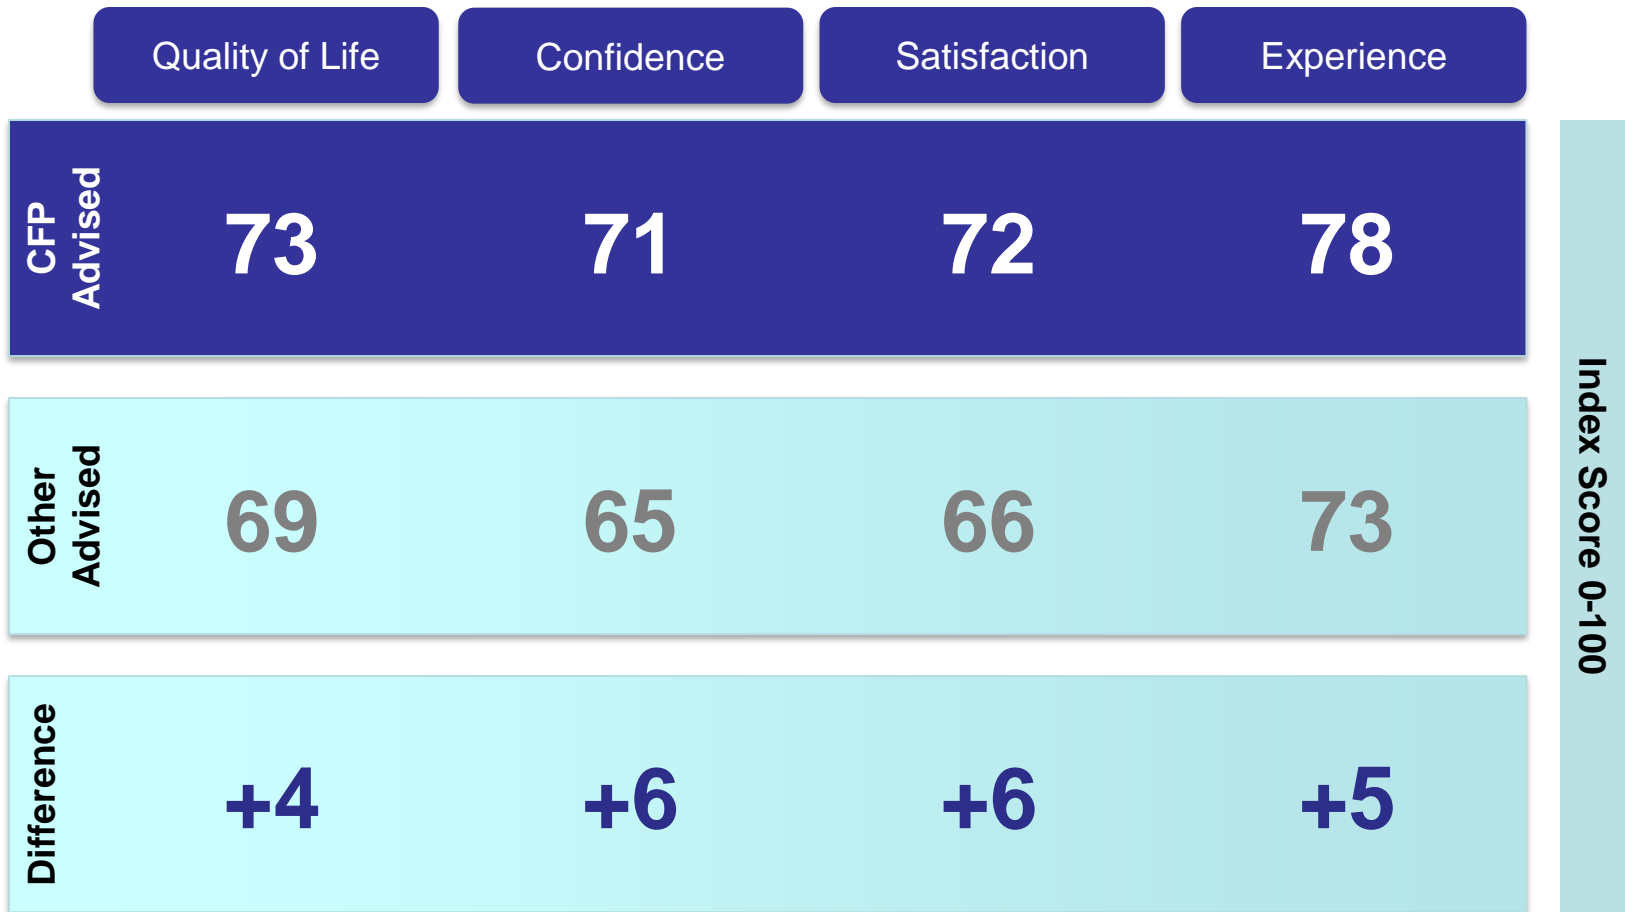 Quality of Life
Confidence
Satisfaction
Experience
CFP
Advised
73
71
72
78
Other
Advised
69
65
66
73
Difference
+4
+6
+6
+5
Index Score 0-100